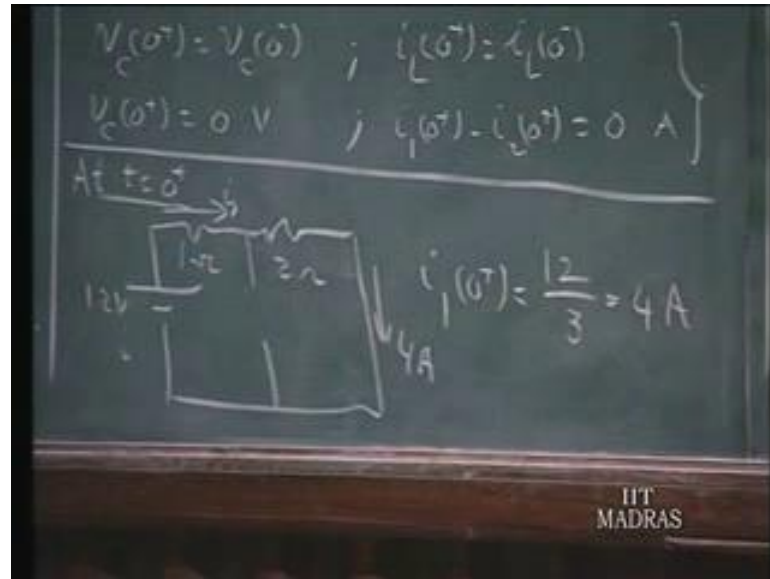 V_c(0⁺) = V_c(0⁻) ; i_L(0⁺) = i_L(0⁻)
V_c(0⁺) = 0 V ; i_1(0⁺) - i_2(0⁺) = 0 A
At t=0⁺
i_1
1Ω 2Ω
12V
4A
i_1(0⁺) = 12/3 = 4 A
IIT
MADRAS